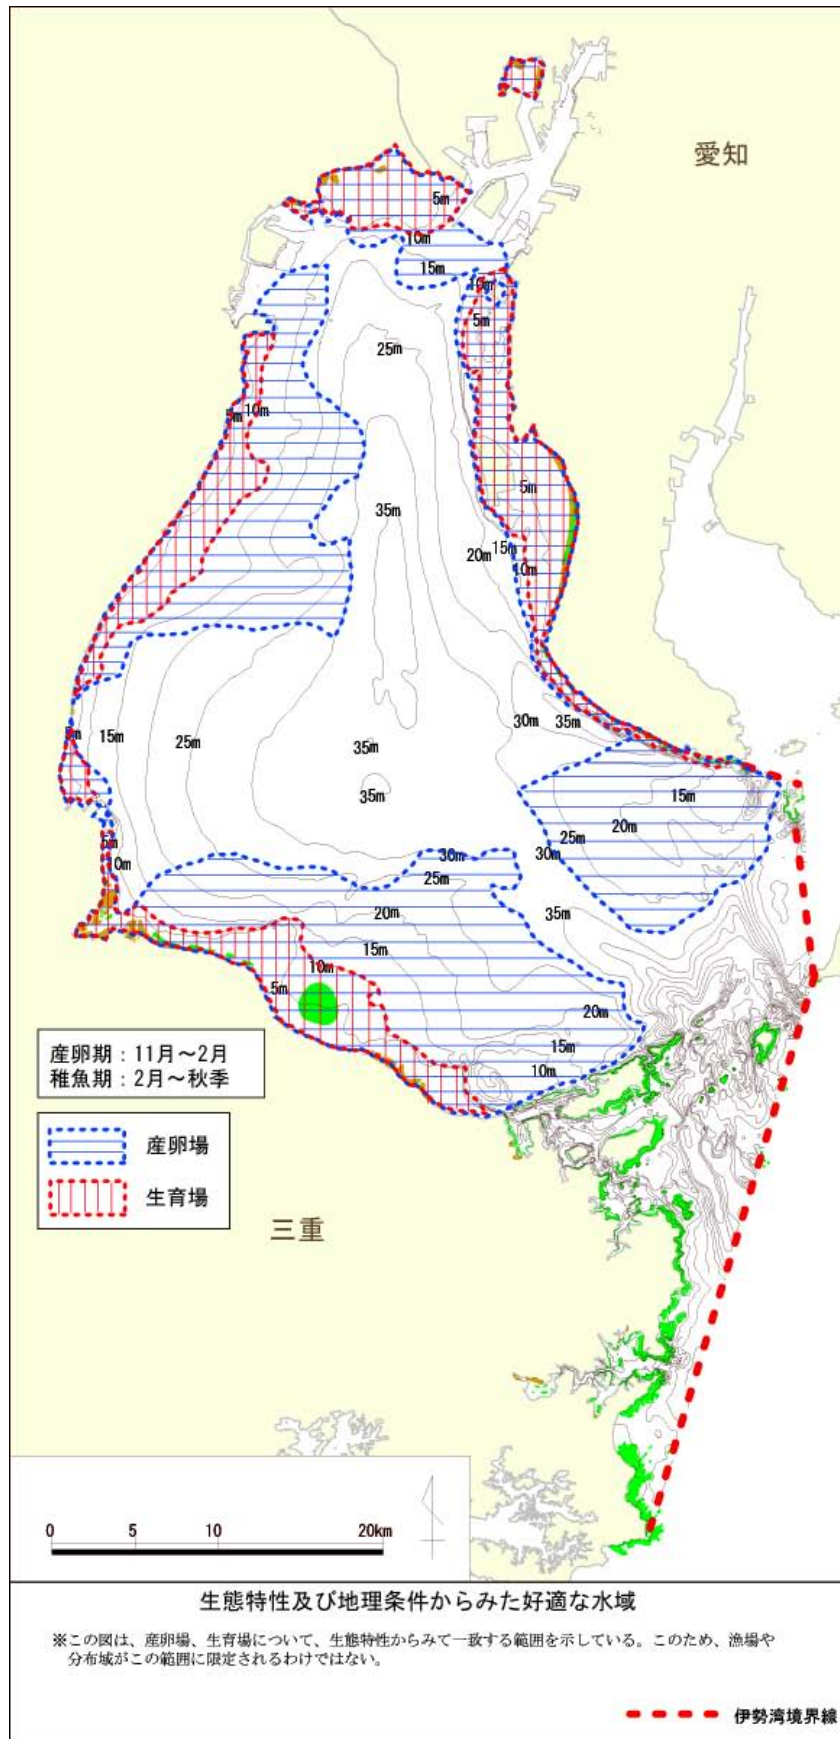 愛知
5m
10m
15m
10m
5m
25m
5m
10m
35m
5m
15m
20m
10m
5m
15m
25m
30m
35m
35m
35m
15m
20m
25m
30m
5m
0m
30m
25m
20m
35m
15m
10m
5m
20m
15m
10m
産卵期：11月～2月
稚魚期：2月～秋季
産卵場
生育場
三重
0 5 10 20km
生態特性及び地理条件からみた好適な水域
※この図は、産卵場、生育場について、生態特性からみて一致する範囲を示している。このため、漁場や
分布域がこの範囲に限定されるわけではない。
伊勢湾境界線